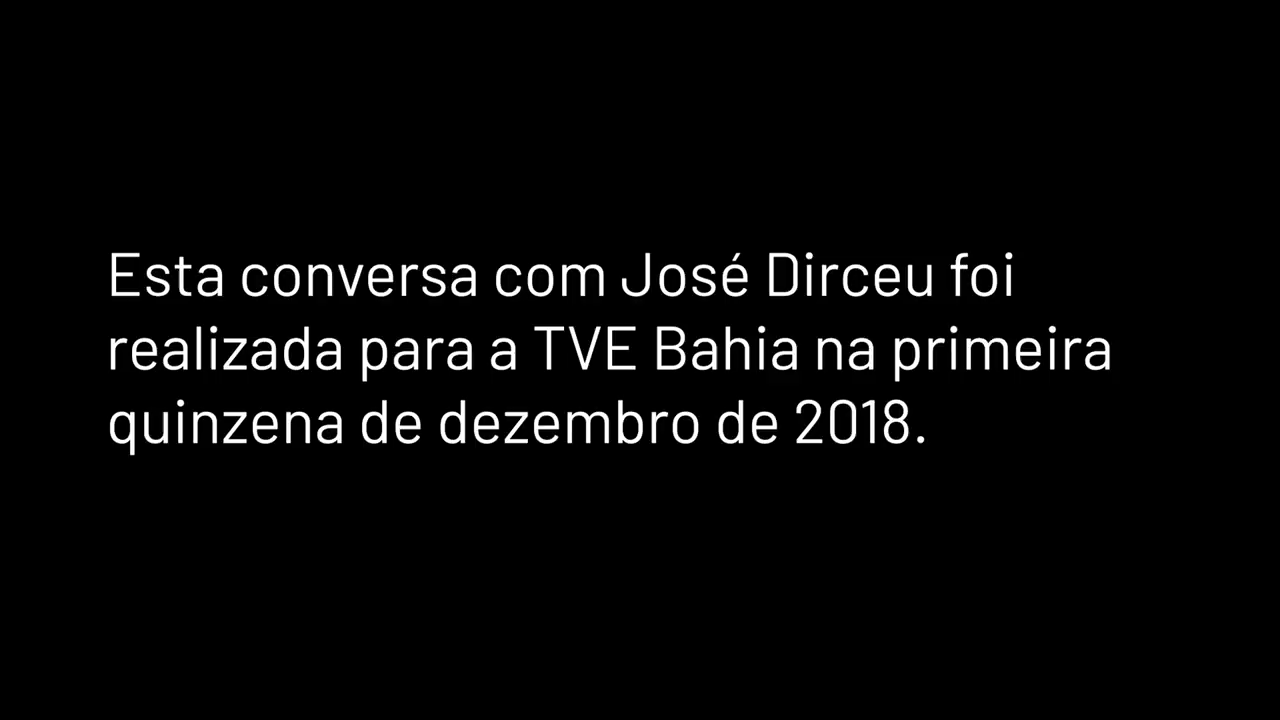 Esta conversa com José Dirceu foi
realizada para a TVE Bahia na primeira
quinzena de dezembro de 2018.